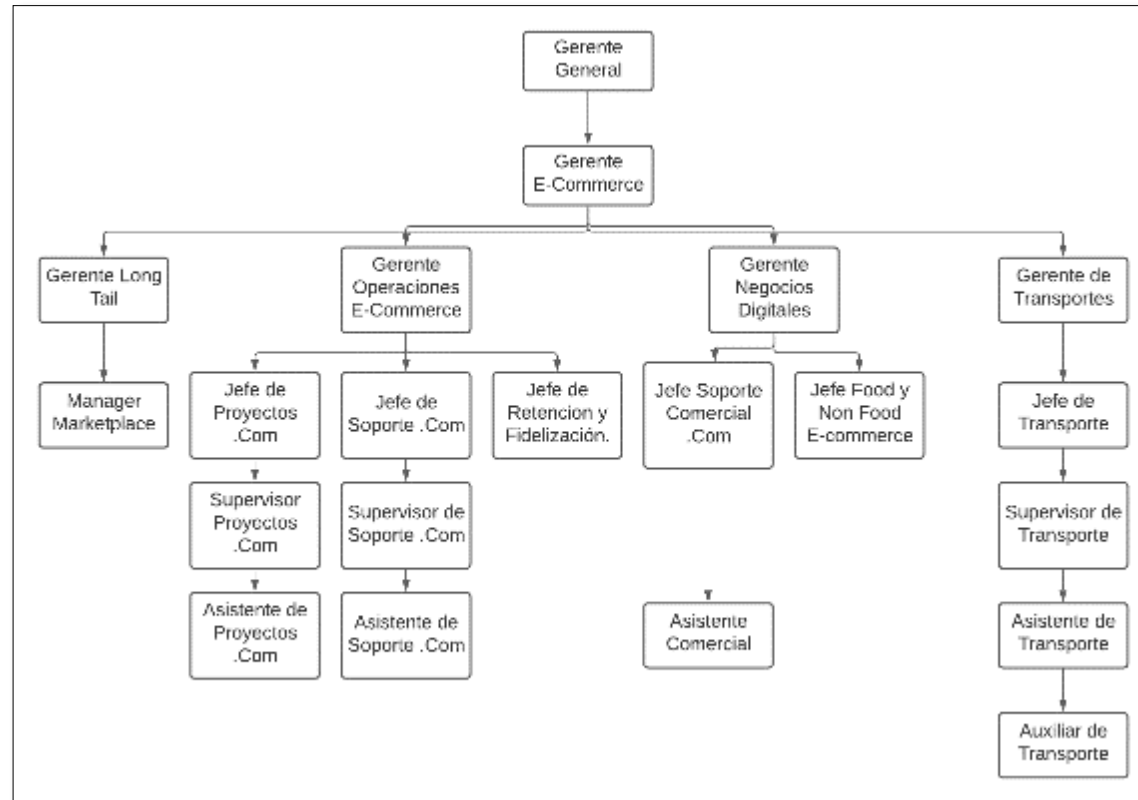 Gerente
General
Gerente
E-Commerce
Gerente Long
Tail
Gerente
Operaciones
E-Commerce
Gerente
Negocios
Digitales
Gerente de
Transportes
Manager
Marketplace
Jefe de
Proyectos
.Com
Jefe de
Soporte .Com
Jefe de
Retencion y
Fidelización.
Jefe Soporte
Comercial
.Com
Jefe Food y
Non Food
E-commerce
Jefe de
Transporte
Supervisor
Proyectos
.Com
Supervisor de
Soporte .Com
Supervisor de
Transporte
Asistente de
Proyectos
.Com
Asistente de
Soporte .Com
Asistente
Comercial
Asistente de
Transporte
Auxiliar de
Transporte